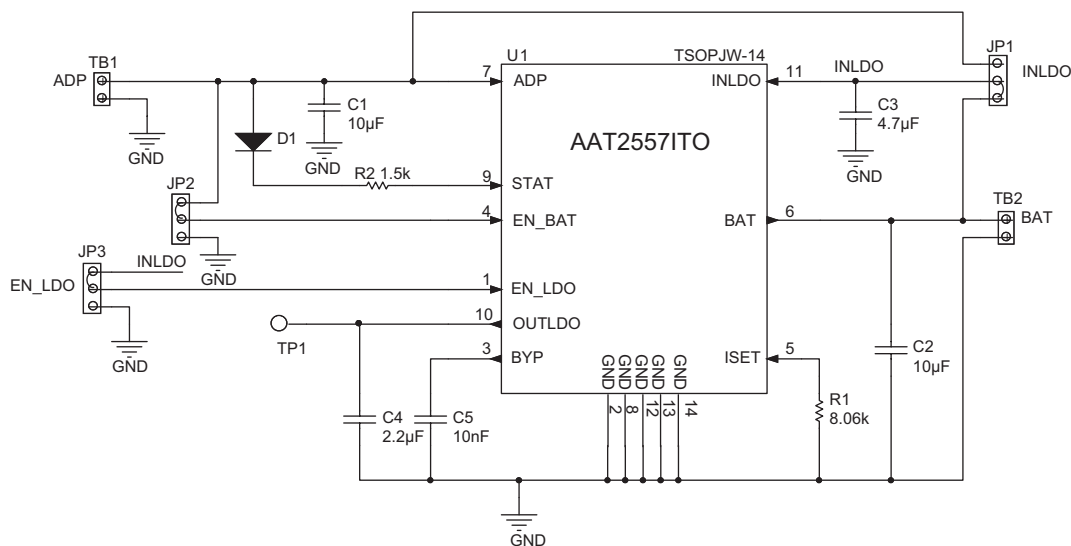 U1
TSOPJW-14
JP1
TB1
ADP
7
ADP
INLDO
11
INLDO
INLDO
C1
10µF
C3
4.7µF
D1
AAT2557ITO
GND
GND
GND
R2 1.5k
9
STAT
JP2
4
EN_BAT
BAT
6
TB2
BAT
JP3
INLDO
GND
EN_LDO
1
EN_LDO
10
OUTLDO
TP1
3
BYP
ISET
5
GND
C2
10µF
GND
GND
GND
GND
GND
2
8
12
13
14
R1
8.06k
C4
2.2µF
C5
10nF
GND